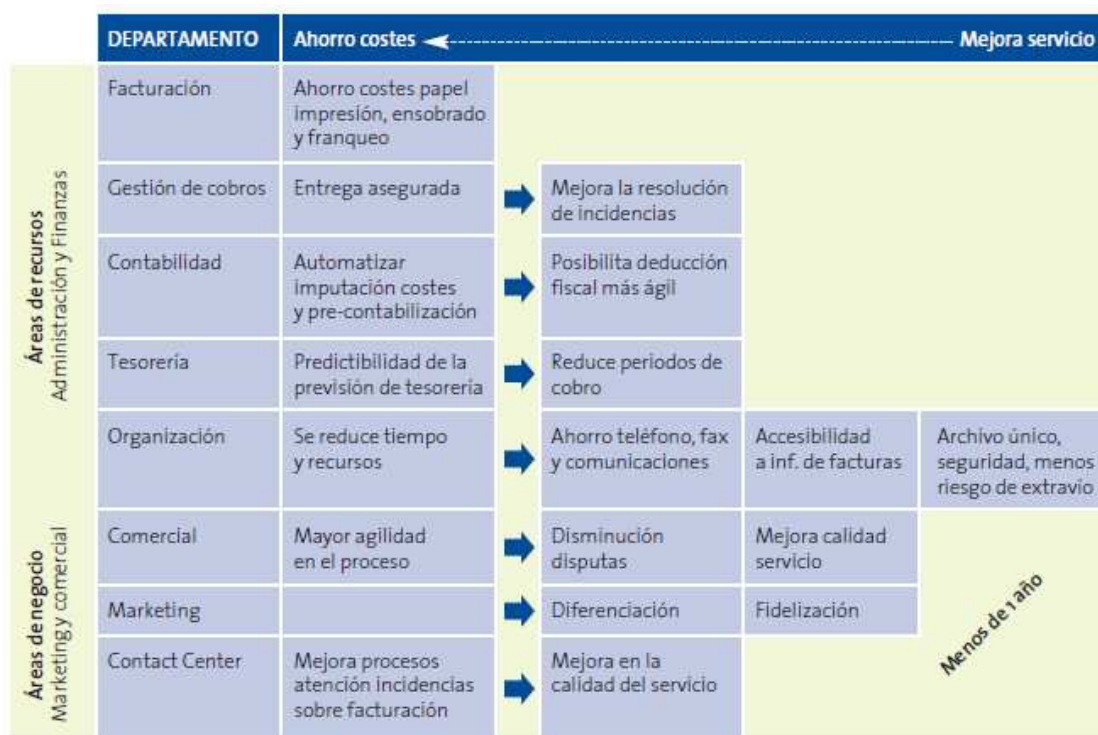 DEPARTAMENTO Ahorro costes Mejora servicio
Áreas de recursos
Administración y Finanzas
Facturación
Ahorro costes papel
impresión, ensobrado
y franqueo
Gestión de cobros
Entrega asegurada
Mejora la resolución
de incidencias
Contabilidad
Automatizar
imputación costes
y pre-contabilización
Posibilita deducción
fiscal más ágil
Tesorería
Predictibilidad de la
previsión de tesorería
Reduce periodos de
cobro
Organización
Se reduce tiempo
y recursos
Ahorro teléfono, fax
y comunicaciones
Accesibilidad
a inf. de facturas
Archivo único,
seguridad, menos
riesgo de extravío
Áreas de negocio
Marketing y comercial
Comercial
Mayor agilidad
en el proceso
Disminución
disputas
Mejora calidad
servicio
Marketing
Diferenciación
Fidelización
Contact Center
Mejora procesos
atención incidencias
sobre facturación
Mejora en la
calidad del servicio
Menos de 1 año